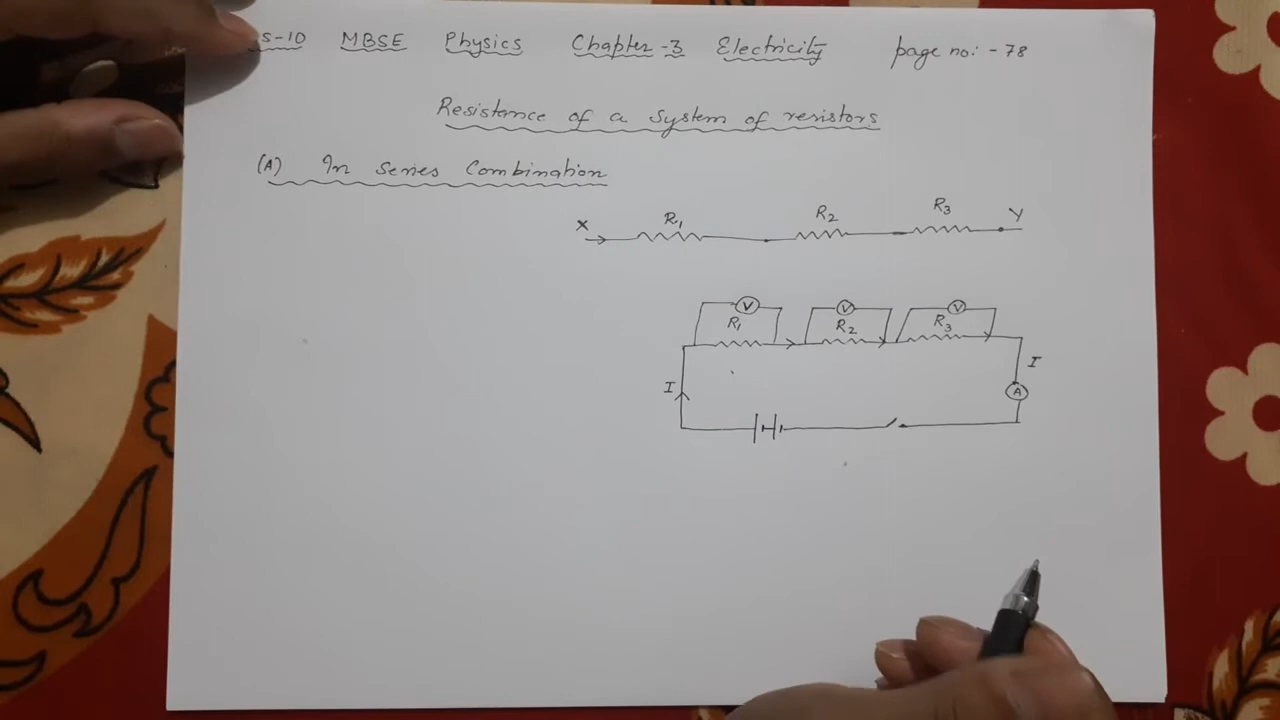 s-10 MBSE Physics Chapter-3 Electricity page no:-78
Resistance of a System of resistors
(A) In Series Combination
X R1 R2 R3 Y
V V V
R1 R2 R3
I I
A